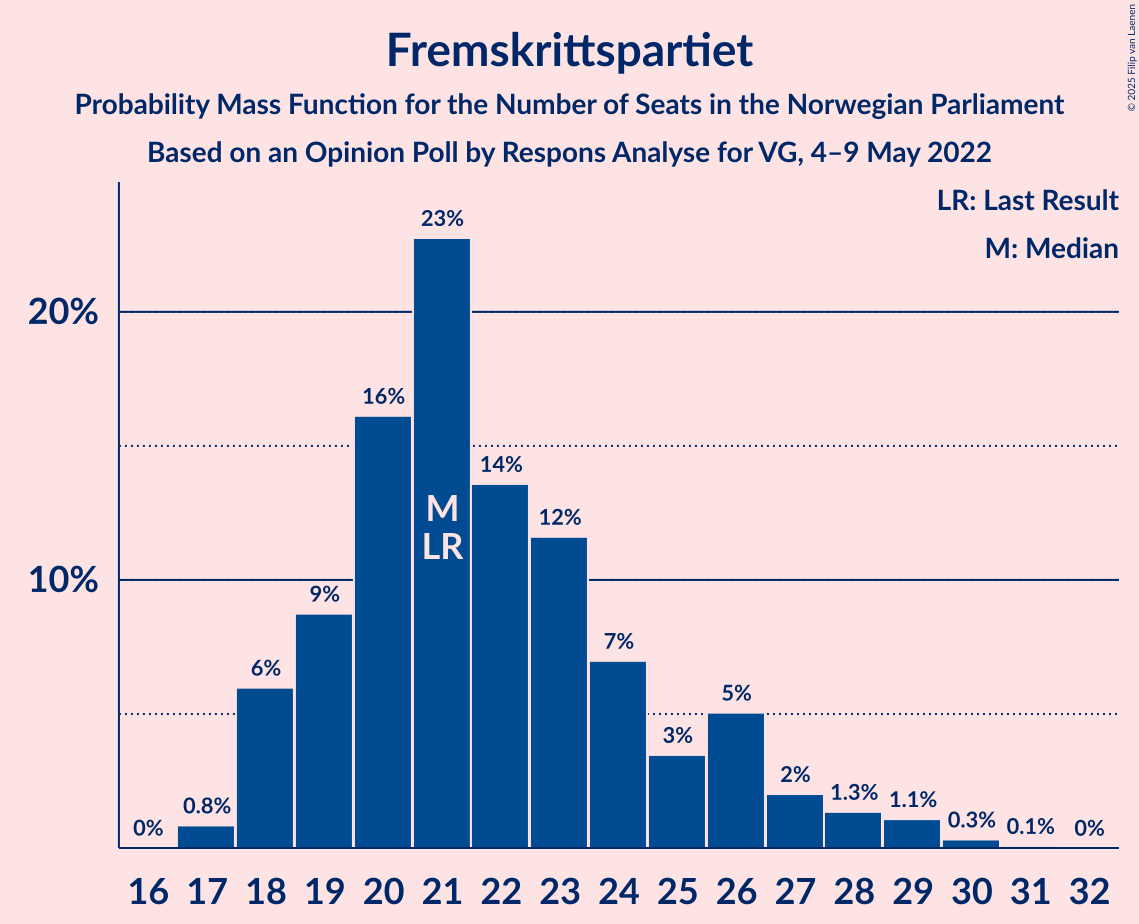 Fremskrittspartiet
Probability Mass Function for the Number of Seats in the Norwegian Parliament
Based on an Opinion Poll by Respons Analyse for VG, 4–9 May 2022
© 2025 Filip van Laenen
LR: Last Result
M: Median
20%
10%
0%
0.8%
6%
9%
16%
23%
14%
12%
7%
3%
5%
2%
1.3%
1.1%
0.3%
0.1%
0%
M
LR
16 17 18 19 20 21 22 23 24 25 26 27 28 29 30 31 32